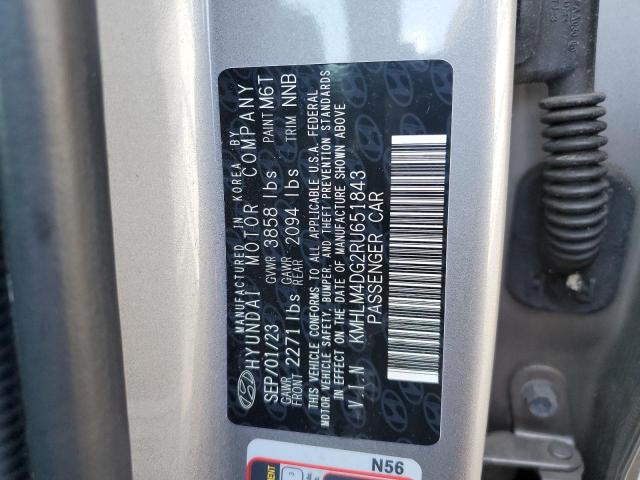 MANUFACTURED IN KOREA BY
HYUNDAI MOTOR COMPANY
SEP/01/23 GVWR 3858 lbs PAINT M6T
GAWR FRONT 2271 lbs GAWR REAR 2094 lbs TRIM NNB
THIS VEHICLE CONFORMS TO ALL APPLICABLE U.S.A. FEDERAL
MOTOR VEHICLE SAFETY, BUMPER, AND THEFT PREVENTION STANDARDS
IN EFFECT ON THE DATE OF MANUFACTURE SHOWN ABOVE
V.I.N KMHLM4DG2RU651843
PASSENGER CAR
N56